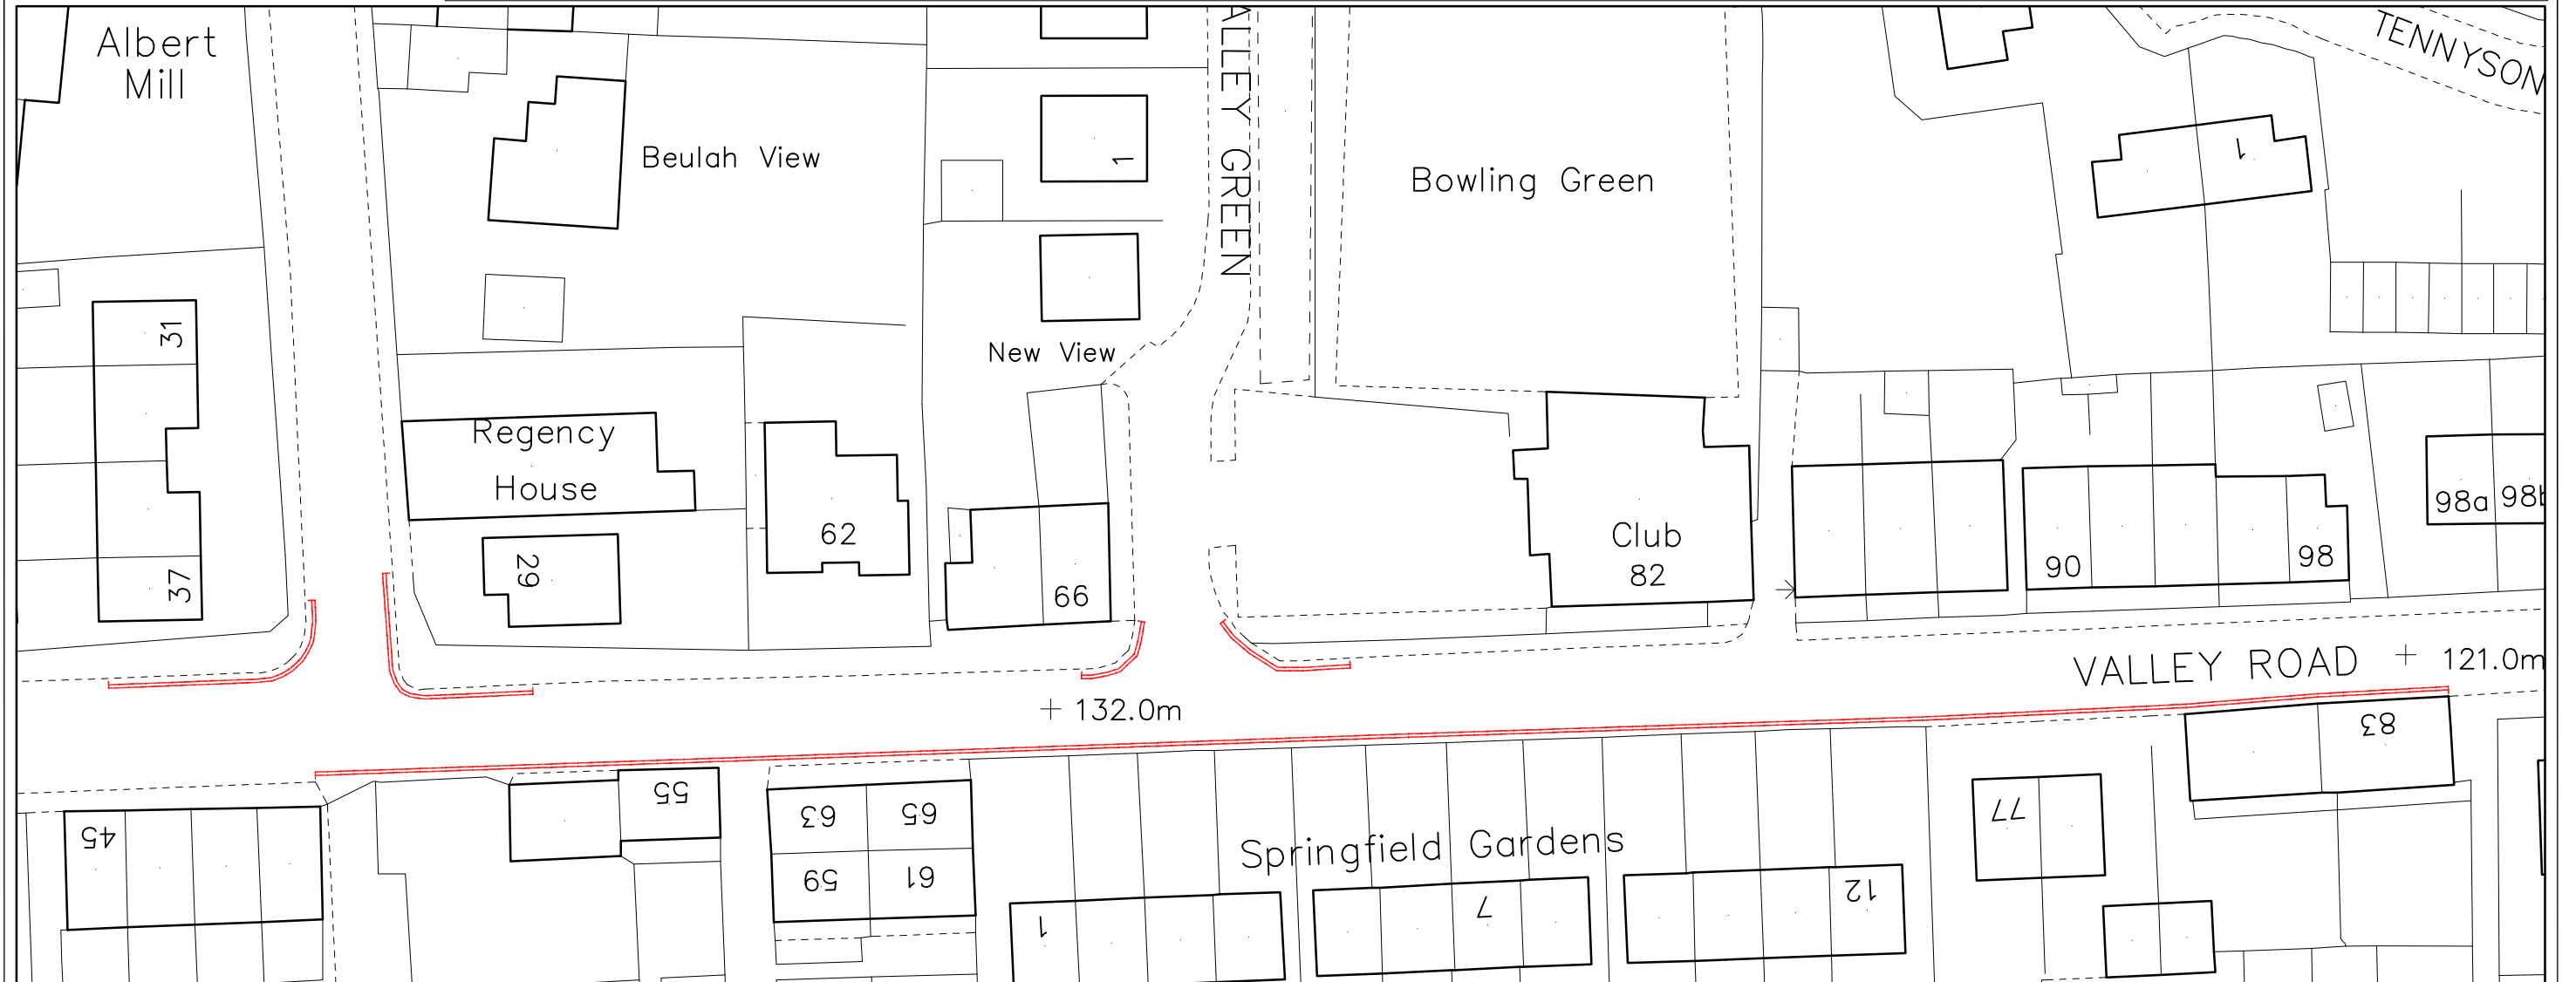 Albert
Mill
Beulah View
1
ALLEY GREEN
Bowling Green
TENNYSON
1
31
New View
Regency
House
29
62
37
66
Club
82
90
98
98a
98b
VALLEY ROAD
121.0m
132.0m
83
45
55
63
65
59
61
Springfield Gardens
77
1
7
12